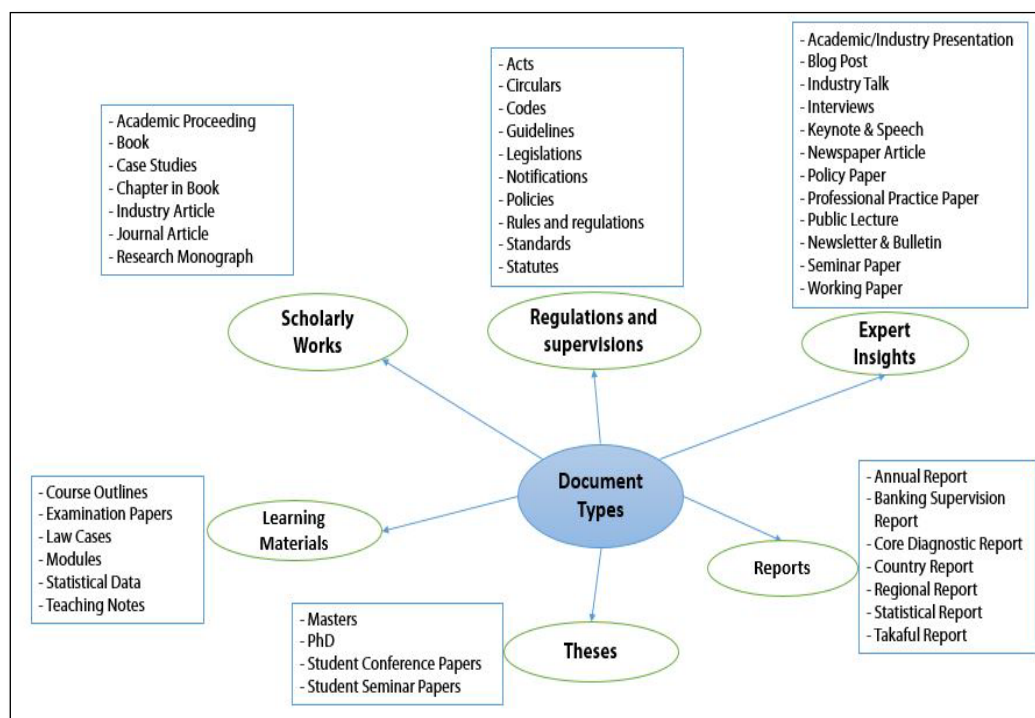 - Academic Proceeding
- Book
- Case Studies
- Chapter in Book
- Industry Article
- Journal Article
- Research Monograph
Scholarly
Works
- Acts
- Circulars
- Codes
- Guidelines
- Legislations
- Notifications
- Policies
- Rules and regulations
- Standards
- Statutes
Regulations and
supervisions
- Academic/Industry Presentation
- Blog Post
- Industry Talk
- Interviews
- Keynote & Speech
- Newspaper Article
- Policy Paper
- Professional Practice Paper
- Public Lecture
- Newsletter & Bulletin
- Seminar Paper
- Working Paper
Expert
Insights
Document
Types
- Course Outlines
- Examination Papers
- Law Cases
- Modules
- Statistical Data
- Teaching Notes
Learning
Materials
- Masters
- PhD
- Student Conference Papers
- Student Seminar Papers
Theses
Reports
- Annual Report
- Banking Supervision
Report
- Core Diagnostic Report
- Country Report
- Regional Report
- Statistical Report
- Takaful Report